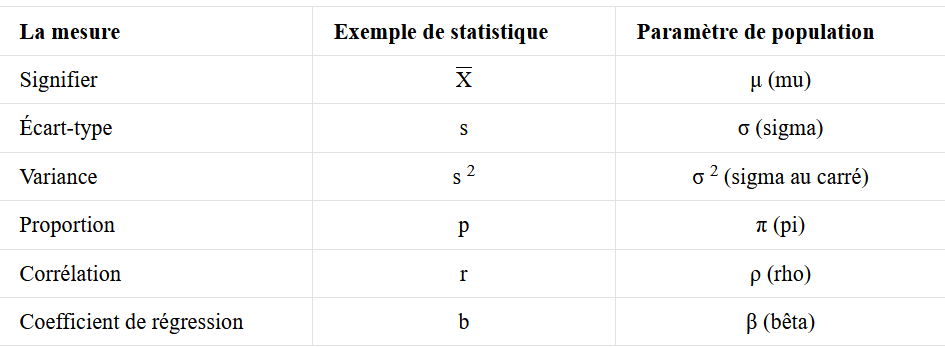 La mesure Exemple de statistique Paramètre de population
Signifier X̅ μ (mu)
Écart-type s σ (sigma)
Variance s ² σ ² (sigma au carré)
Proportion p π (pi)
Corrélation r ρ (rho)
Coefficient de régression b β (bêta)